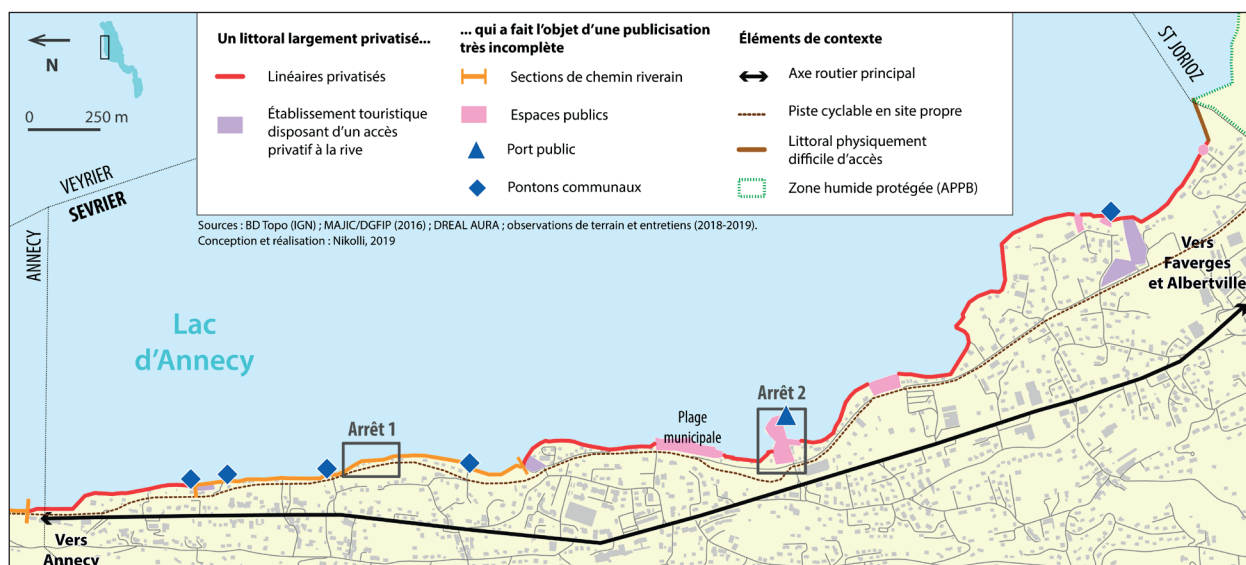 N
0
250 m
Un littoral largement privatisé...
Linéaires privatisés
Établissement touristique
disposant d'un accès
privatif à la rive
... qui a fait l'objet d'une publicisation
très incomplète
Sections de chemin riverain
Espaces publics
Port public
Pontons communaux
Éléments de contexte
Axe routier principal
Piste cyclable en site propre
Littoral physiquement
difficile d'accès
Zone humide protégée (APPB)
Sources : BD Topo (IGN) ; MAJIC/DGFIP (2016) ; DREAL AURA ; observations de terrain et entretiens (2018-2019).
Conception et réalisation : Nikolli, 2019
ST JORIOZ
VEYRIER
SEVRIER
ANNECY
Lac
d'Annecy
Vers
Faverges
et Albertville
Arrêt 2
Plage
municipale
Arrêt 1
Vers
Annecy